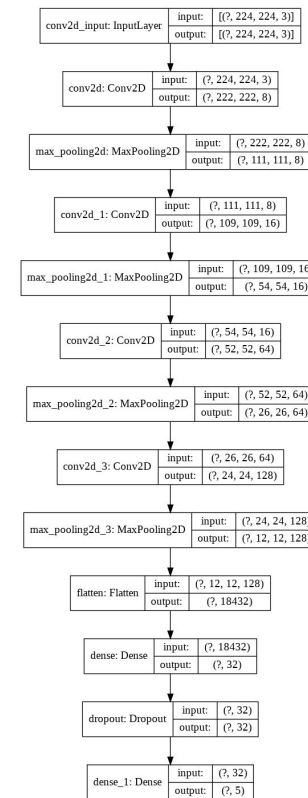 conv2d_input: InputLayer input: [(?, 224, 224, 3)]
output: [(?, 224, 224, 3)]
conv2d: Conv2D input: (?, 224, 224, 3)
output: (?, 222, 222, 8)
max_pooling2d: MaxPooling2D input: (?, 222, 222, 8)
output: (?, 111, 111, 8)
conv2d_1: Conv2D input: (?, 111, 111, 8)
output: (?, 109, 109, 16)
max_pooling2d_1: MaxPooling2D input: (?, 109, 109, 16
output: (?, 54, 54, 16)
conv2d_2: Conv2D input: (?, 54, 54, 16)
output: (?, 52, 52, 64)
max_pooling2d_2: MaxPooling2D input: (?, 52, 52, 64)
output: (?, 26, 26, 64)
conv2d_3: Conv2D input: (?, 26, 26, 64)
output: (?, 24, 24, 128)
max_pooling2d_3: MaxPooling2D input: (?, 24, 24, 128
output: (?, 12, 12, 128
flatten: Flatten input: (?, 12, 12, 128)
output: (?, 18432)
dense: Dense input: (?, 18432)
output: (?, 32)
dropout: Dropout input: (?, 32)
output: (?, 32)
dense_1: Dense input: (?, 32)
output: (?, 5)